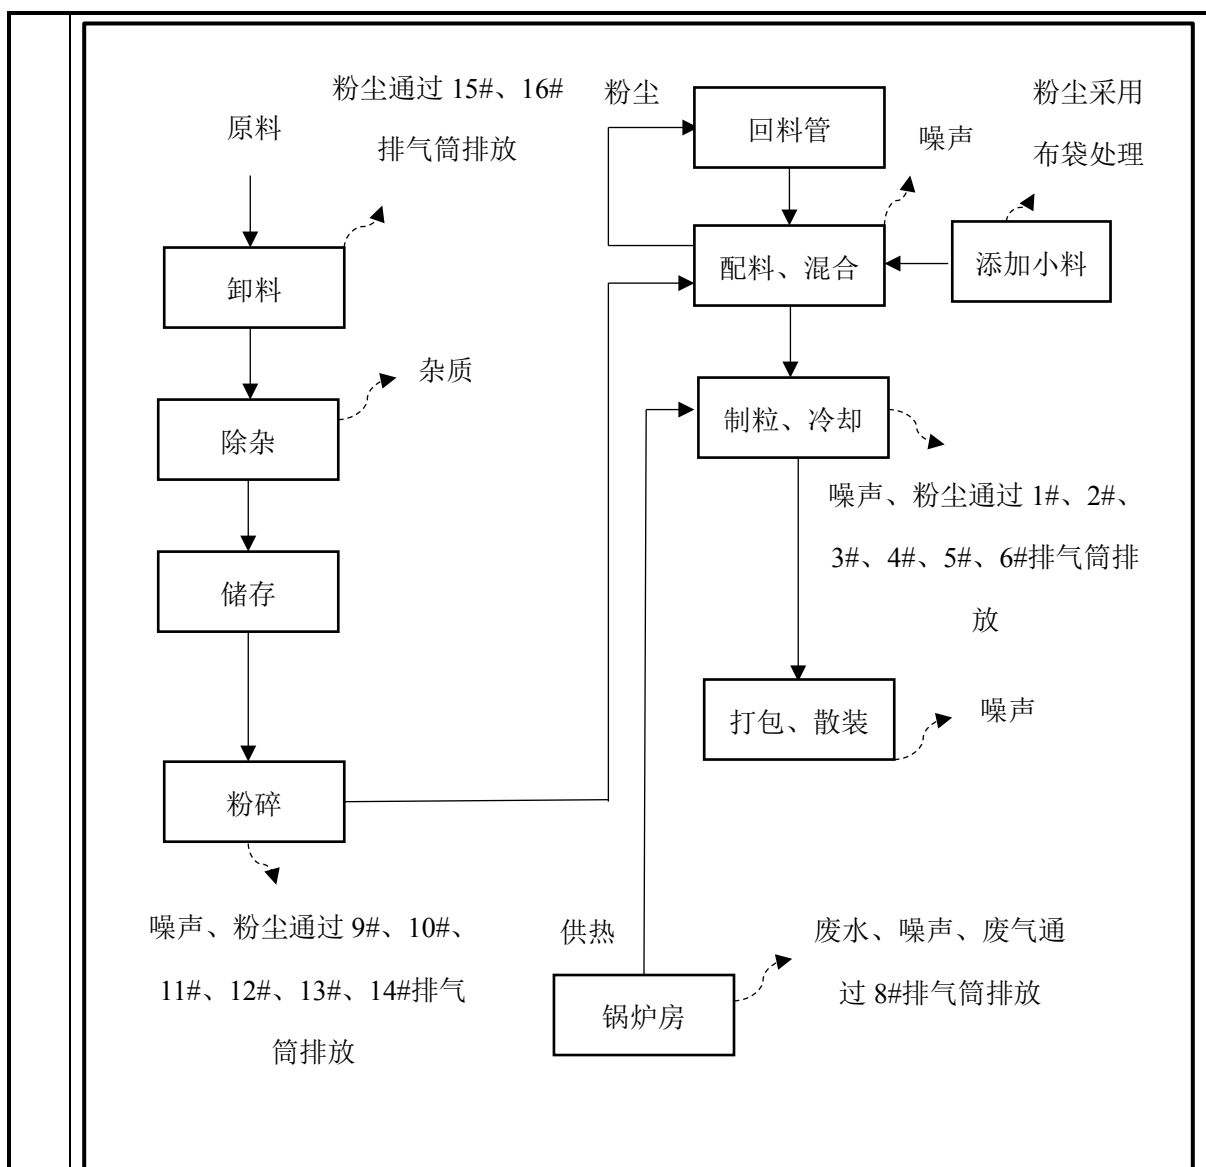 原料
粉尘通过 15#、16#
排气筒排放
卸料
除杂
杂质
储存
粉碎
噪声、粉尘通过 9#、10#、
11#、12#、13#、14#排气
筒排放
粉尘
回料管
噪声
粉尘采用
布袋处理
配料、混合
添加小料
制粒、冷却
噪声、粉尘通过 1#、2#、
3#、4#、5#、6#排气筒排
放
打包、散装
噪声
供热
锅炉房
废水、噪声、废气通
过 8#排气筒排放